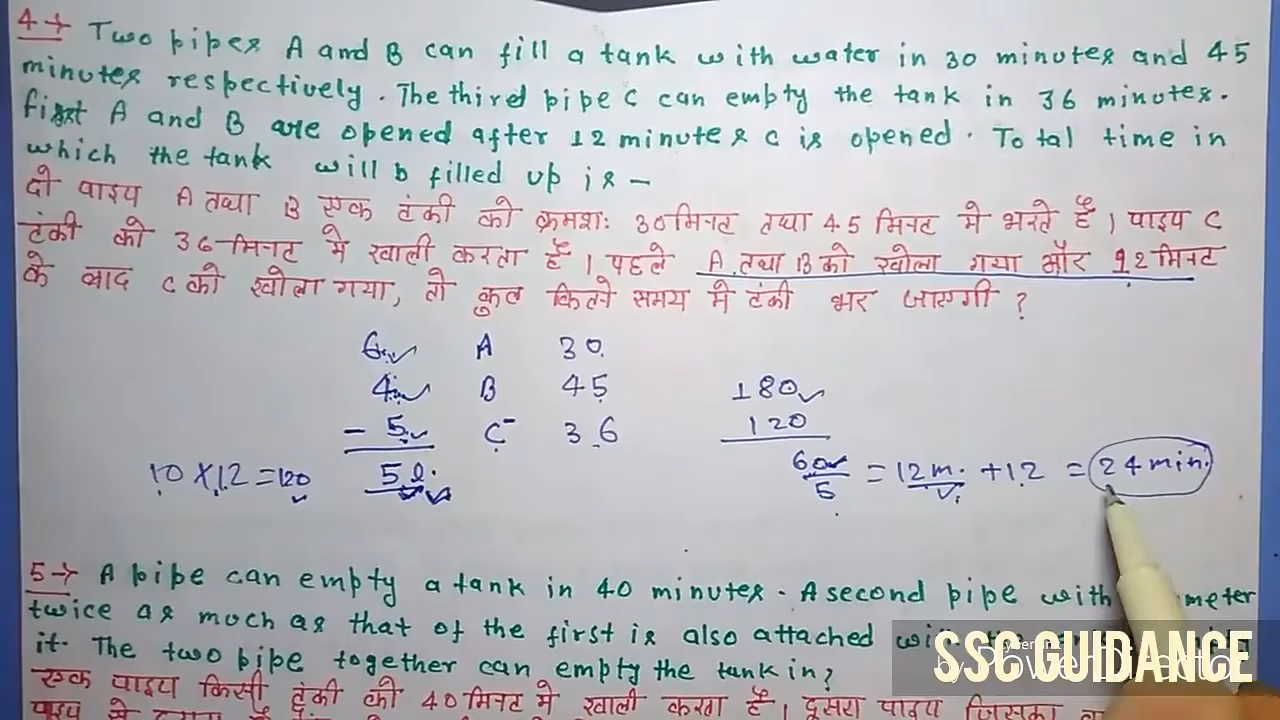 4→ Two pipes A and B can fill a tank with water in 30 minutes and 45
minutes respectively. The third pipe C can empty the tank in 36 minutes.
first A and B are opened after 12 minutes C is opened. Total time in
which the tank will b filled up is —
दो पाइप A तथा B एक टंकी को क्रमशः 30 मिनट तथा 45 मिनट में भरते हैं । पाइप C
टंकी को 36 मिनट में खाली करता हैं । पहले A तथा B को खोला गया और 12 मिनट
के बाद C को खोला गया, तो कुल कितने समय में टंकी भर जाएगी ?
6 A 30
4 B 45 180
- 5 C⁻ 36 120
10 × 12 = 120 5 l. 60/5 = 12 m. + 12 = 24 min.
5→ A pipe can empty a tank in 40 minutes. A second pipe with meter
twice as much as that of the first is also attached
it. The two pipe together can empty the tank in?
SSC GUIDANCE
एक पाइप किसी टंकी को 40 मिनट में खाली करता है । दूसरा पाइप जिसका